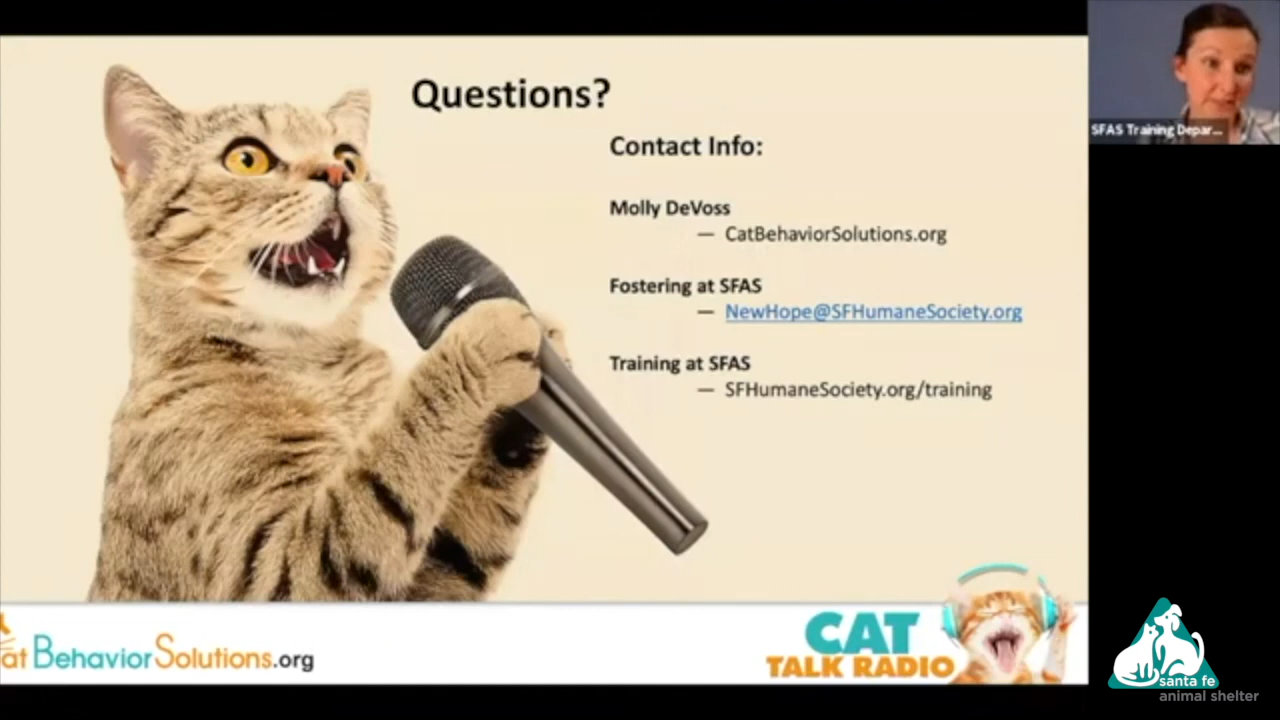 Questions?
Contact Info:
Molly DeVoss
— CatBehaviorSolutions.org
Fostering at SFAS
— NewHope@SFHumaneSociety.org
Training at SFAS
— SFHumaneSociety.org/training
SFAS Training Depar...
at BehaviorSolutions.org
CAT
TALK RADIO
santa fe
animal shelter